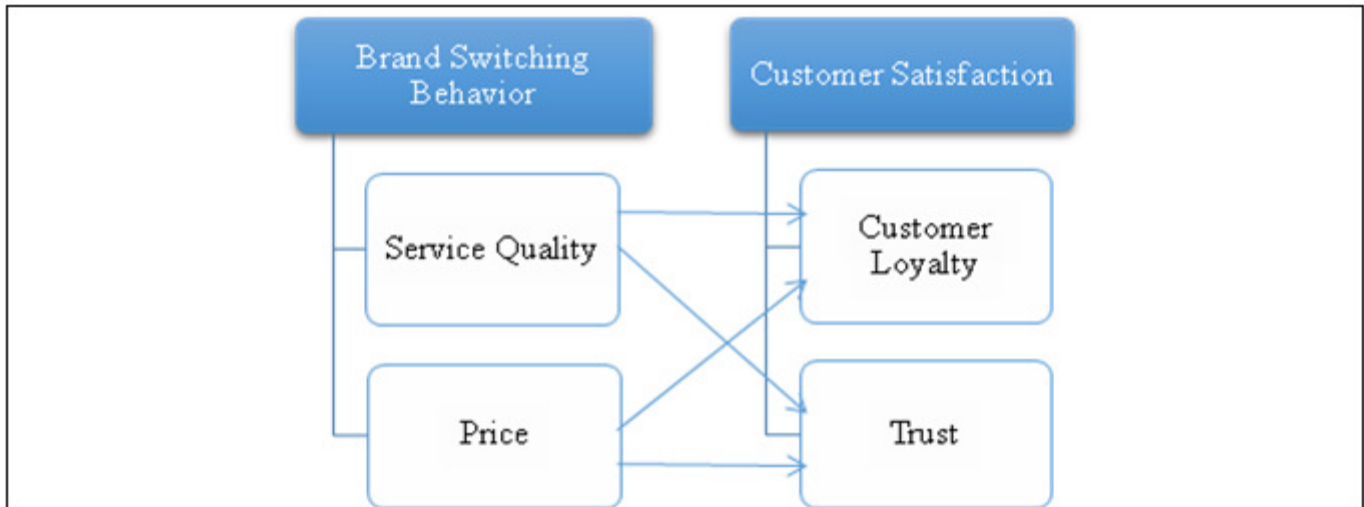 Brand Switching
Behavior
Customer Satisfaction
Service Quality
Customer
Loyalty
Price
Trust